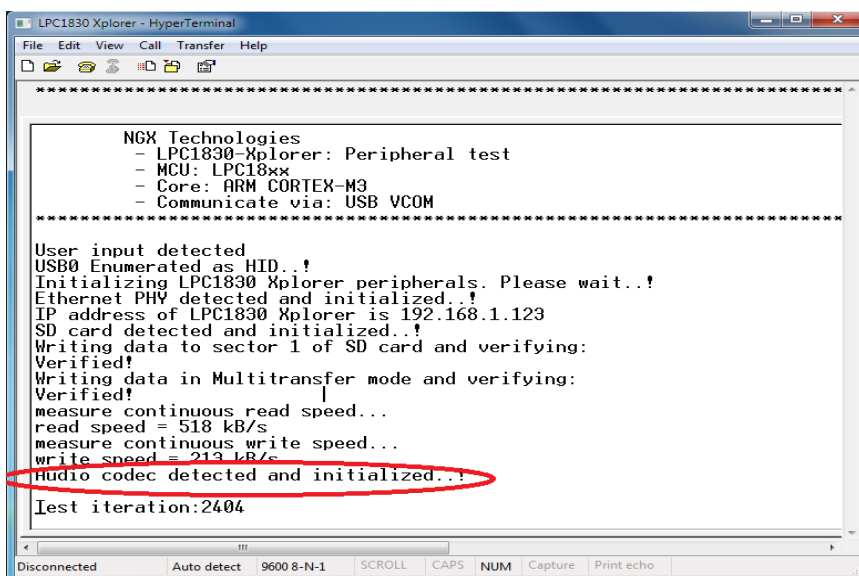 LPC1830 Xplorer - HyperTerminal
File Edit View Call Transfer Help
********************************************************************************
NGX Technologies
- LPC1830-Xplorer: Peripheral test
- MCU: LPC18xx
- Core: ARM CORTEX-M3
- Communicate via: USB VCOM
********************************************************************************
User input detected
USB0 Enumerated as HID..!
Initializing LPC1830 Xplorer peripherals. Please wait..!
Ethernet PHY detected and initialized..!
IP address of LPC1830 Xplorer is 192.168.1.123
SD card detected and initialized..!
Writing data to sector 1 of SD card and verifying:
Verified!
Writing data in Multitransfer mode and verifying:
Verified!
measure continuous read speed...
read speed = 518 kB/s
measure continuous write speed...
write speed = 213 kB/s
Audio codec detected and initialized..!
Test iteration:2404
Disconnected Auto detect 9600 8-N-1 SCROLL CAPS NUM Capture Print echo